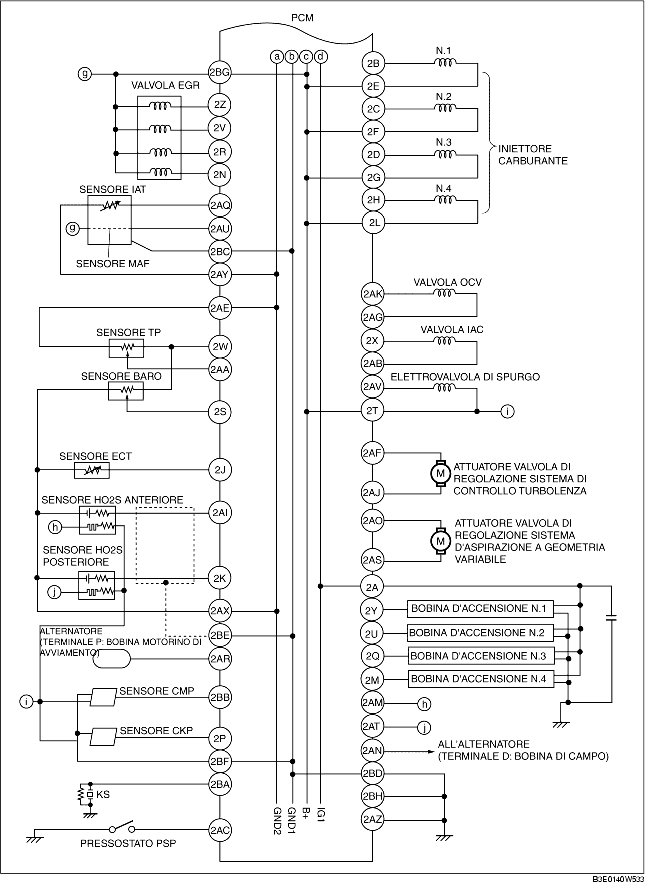 PCM
a b c d
g
2BG
VALVOLA EGR
2Z
2V
2R
2N
SENSORE IAT
2AQ
g
2AU
2BC
SENSORE MAF
2AY
2AE
SENSORE TP
2W
2AA
SENSORE BARO
2S
SENSORE ECT
2J
SENSORE HO2S ANTERIORE
2AI
h
SENSORE HO2S
POSTERIORE
2K
j
2AX
ALTERNATORE
(TERMINALE P: BOBINA MOTORINO DI
AVVIAMENTO)
2BE
2AR
i
SENSORE CMP
2BB
SENSORE CKP
2P
2BF
2BA
KS
2AC
PRESSOSTATO PSP
GND2
GND1
B+
IG1
2B
N.1
2E
2C
N.2
2F
2D
N.3
2G
2H
N.4
2L
INIETTORE
CARBURANTE
2AK
VALVOLA OCV
2AG
2X
VALVOLA IAC
2AB
2AV
ELETTROVALVOLA DI SPURGO
2T
i
2AF
M
2AJ
ATTUATORE VALVOLA DI
REGOLAZIONE SISTEMA DI
CONTROLLO TURBOLENZA
2AO
M
2AS
ATTUATORE VALVOLA DI
REGOLAZIONE SISTEMA
D'ASPIRAZIONE A GEOMETRIA
VARIABILE
2A
2Y
BOBINA D'ACCENSIONE N.1
2U
BOBINA D'ACCENSIONE N.2
2Q
BOBINA D'ACCENSIONE N.3
2M
BOBINA D'ACCENSIONE N.4
2AM
h
2AT
j
2AN
ALL'ALTERNATORE
(TERMINALE D: BOBINA DI CAMPO)
2BD
2BH
2AZ
B3E0140W533